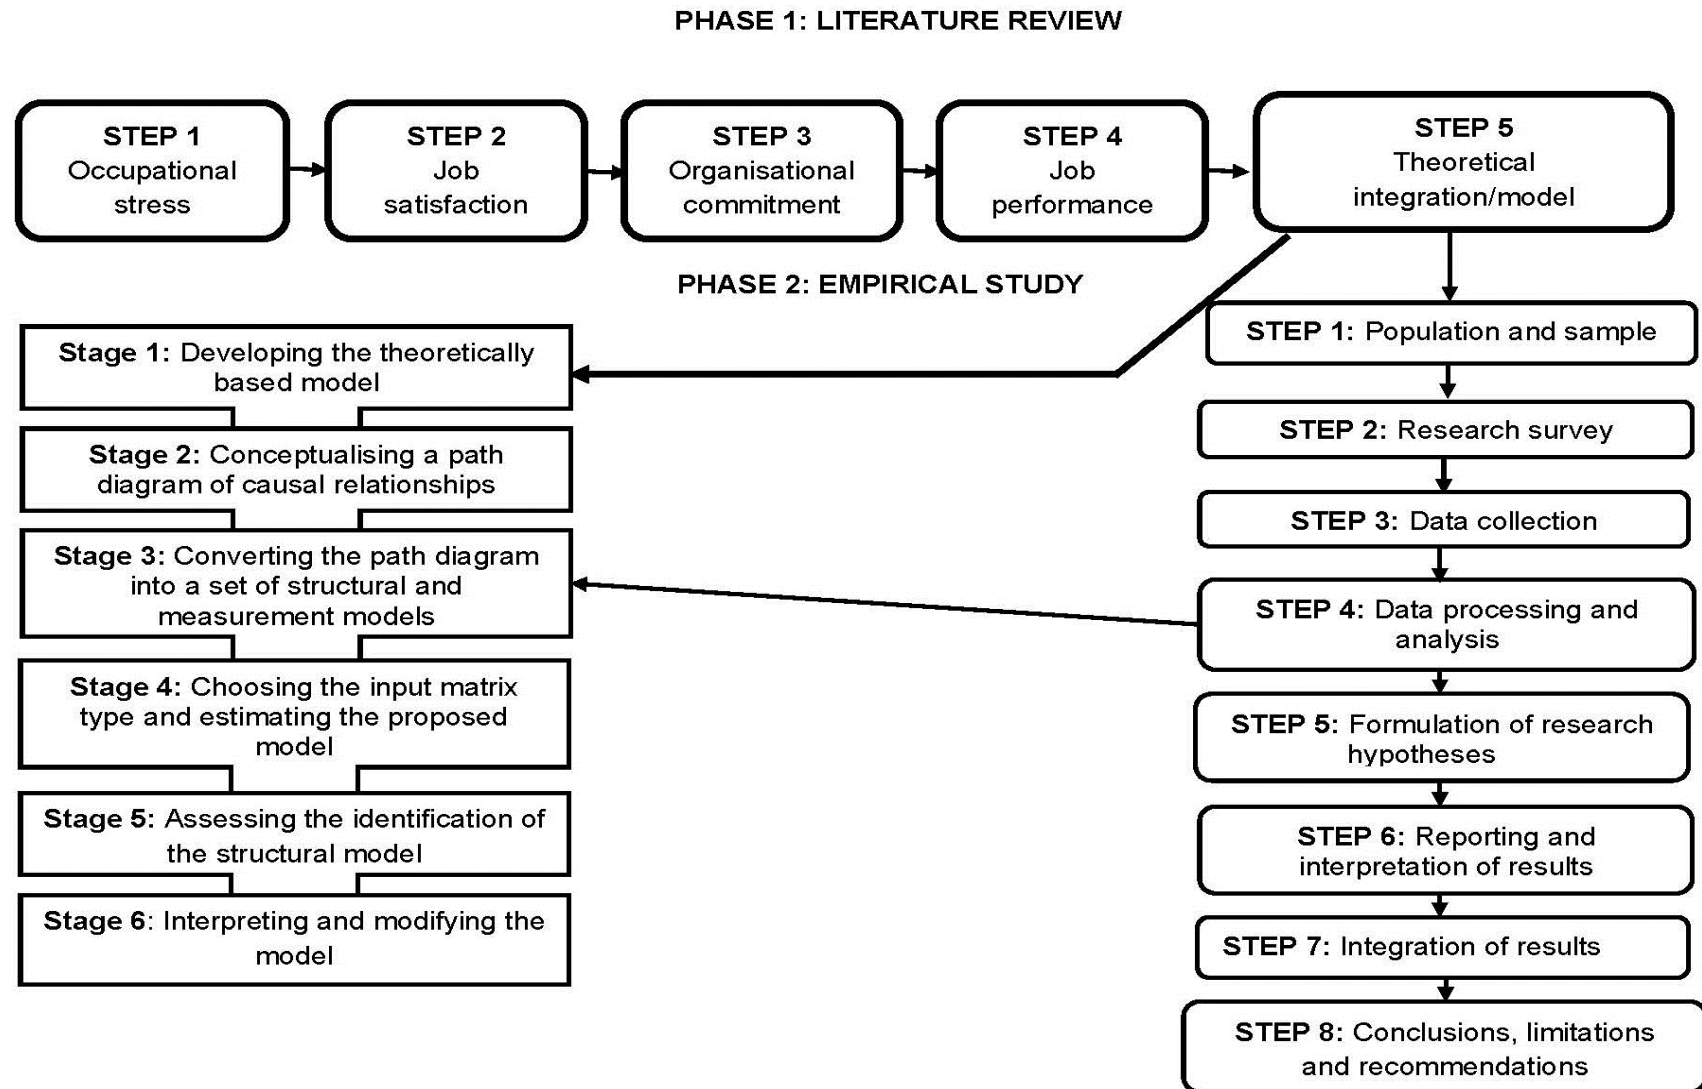 PHASE 1: LITERATURE REVIEW
STEP 1
Occupational
stress
STEP 2
Job
satisfaction
STEP 3
Organisational
commitment
STEP 4
Job
performance
STEP 5
Theoretical
integration/model
PHASE 2: EMPIRICAL STUDY
Stage 1: Developing the theoretically
based model
Stage 2: Conceptualising a path
diagram of causal relationships
Stage 3: Converting the path diagram
into a set of structural and
measurement models
Stage 4: Choosing the input matrix
type and estimating the proposed
model
Stage 5: Assessing the identification of
the structural model
Stage 6: Interpreting and modifying the
model
STEP 1: Population and sample
STEP 2: Research survey
STEP 3: Data collection
STEP 4: Data processing and
analysis
STEP 5: Formulation of research
hypotheses
STEP 6: Reporting and
interpretation of results
STEP 7: Integration of results
STEP 8: Conclusions, limitations
and recommendations